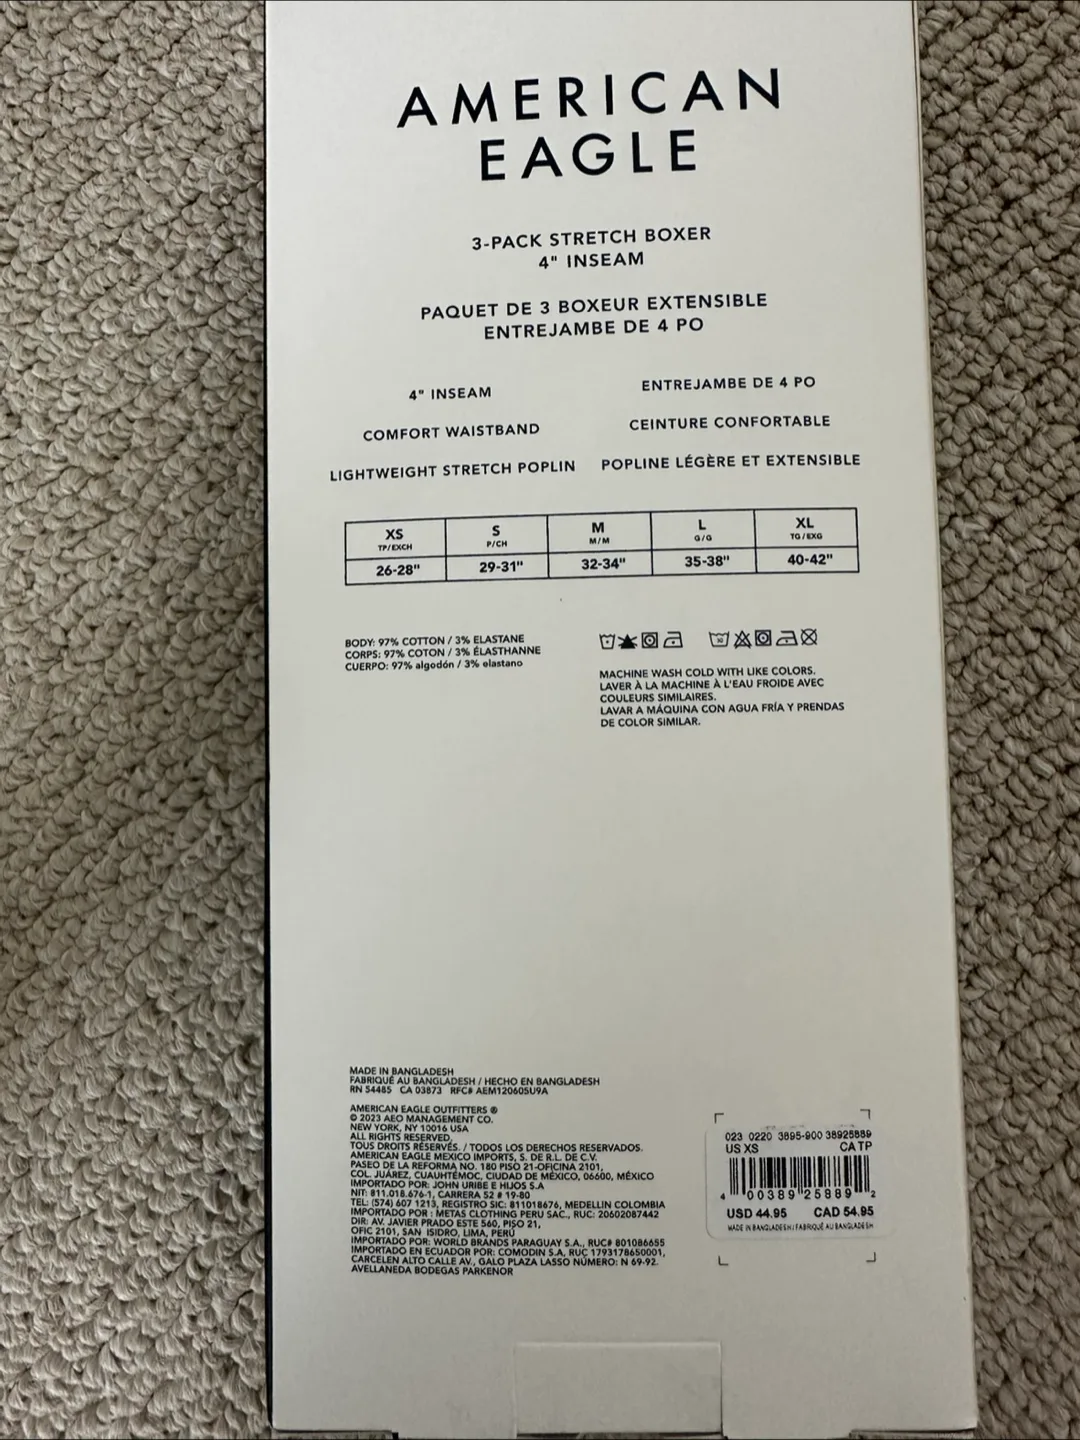 AMERICAN
EAGLE
3-PACK STRETCH BOXER
4" INSEAM
PAQUET DE 3 BOXEUR EXTENSIBLE
ENTREJAMBE DE 4 PO
4" INSEAM
COMFORT WAISTBAND
LIGHTWEIGHT STRETCH POPLIN
ENTREJAMBE DE 4 PO
CEINTURE CONFORTABLE
POPLINE LÉGÈRE ET EXTENSIBLE
XS S M L XL
TP/EXCH P/CH M/M G/G TG/EXG
26-28" 29-31" 32-34" 35-38" 40-42"
BODY: 97% COTTON / 3% ELASTANE
CORPS: 97% COTON / 3% ÉLASTHANNE
CUERPO: 97% algodón / 3% elastano
MACHINE WASH COLD WITH LIKE COLORS.
LAVER À LA MACHINE À L'EAU FROIDE AVEC
COULEURS SIMILAIRES.
LAVAR A MÁQUINA CON AGUA FRÍA Y PRENDAS
DE COLOR SIMILAR.
MADE IN BANGLADESH
FABRIQUÉ AU BANGLADESH / HECHO EN BANGLADESH
RN 54485 CA 03873 RFC# AEM120605U9A
AMERICAN EAGLE OUTFITTERS ®
© 2023 AEO MANAGEMENT CO.
NEW YORK, NY 10016 USA
ALL RIGHTS RESERVED.
TOUS DROITS RÉSERVÉS. / TODOS LOS DERECHOS RESERVADOS.
AMERICAN EAGLE MEXICO IMPORTS, S. DE R.L. DE C.V.
PASEO DE LA REFORMA NO. 180 PISO 21-OFICINA 2101,
COL. JUÁREZ, CUAUHTÉMOC, CIUDAD DE MÉXICO, 06600, MÉXICO
IMPORTADO POR: JOHN URIBE E HIJOS S.A
NIT: 811.018.676-1, CARRERA 52 # 19-80
TEL: (574) 607 1213, REGISTRO SIC: 811018676, MEDELLIN COLOMBIA
IMPORTADO POR : METAS CLOTHING PERU SAC., RUC: 20602087442
DIR: AV. JAVIER PRADO ESTE 560, PISO 21,
OFIC 2101, SAN ISIDRO, LIMA, PERÚ
IMPORTADO POR: WORLD BRANDS PARAGUAY S.A., RUC# 801086655
IMPORTADO EN ECUADOR POR: COMODIN S.A, RUC 1793178650001,
CARCELEN ALTO CALLE AV., GALO PLAZA LASSO NÚMERO: N 69-92.
AVELLANEDA BODEGAS PARKENOR
023 0220 3895-900 38925889
US XS CA TP
4 00389 25889 2
USD 44.95 CAD 54.95
MADE IN BANGLADESH / FABRIQUÉ AU BANGLADESH